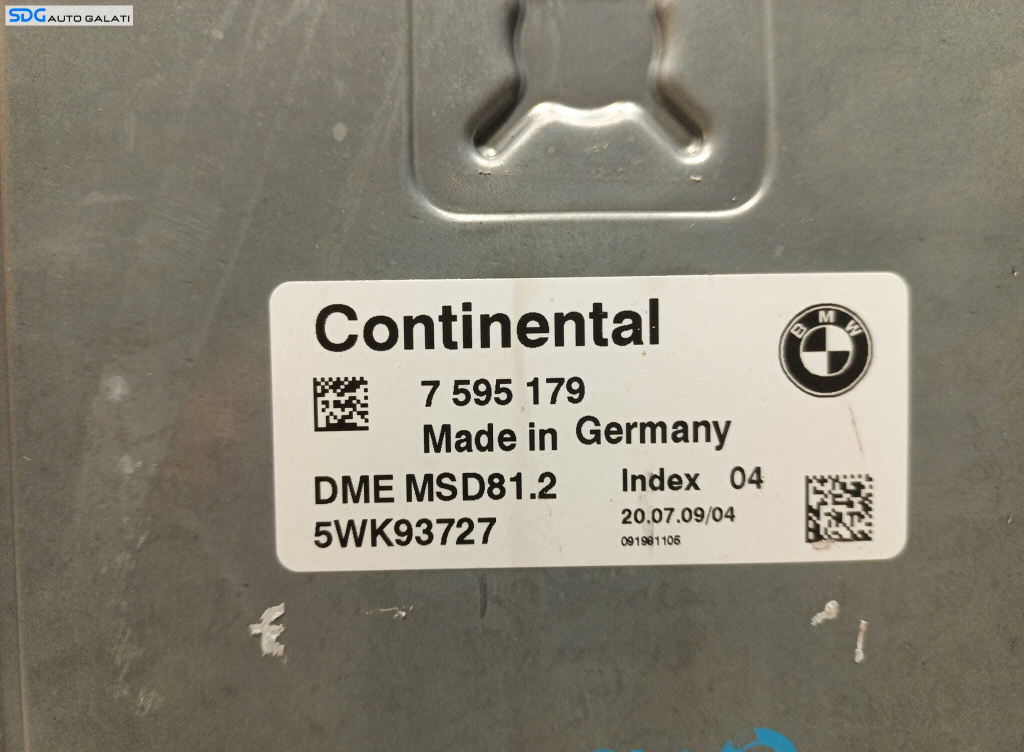 SDG AUTO GALATI
Continental
BMW
7 595 179
Made in Germany
DME MSD81.2
Index 04
5WK93727
20.07.09/04
091981105